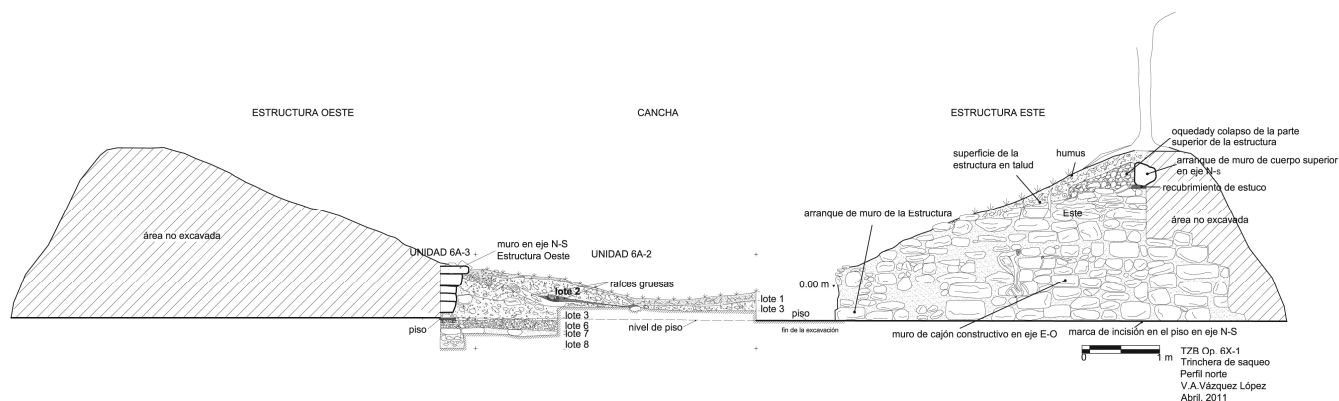 ESTRUCTURA OESTE
CANCHA
ESTRUCTURA ESTE
oquedady colapso de la parte
superior de la estructura
superficie de la
estructura en talud
humus
arranque de muro de cuerpo superior
en eje N-s
recubrimiento de estuco
arranque de muro de la Estructura
Este
área no excavada
área no excavada
UNIDAD 6A-3
muro en eje N-S
Estructura Oeste
UNIDAD 6A-2
raíces gruesas
lote 2
0.00 m
lote 1
lote 3
piso
lote 3
lote 6
lote 7
lote 8
piso
nivel de piso
fin de la excavación
muro de cajón constructivo en eje E-O
marca de incisión en el piso en eje N-S
0
1 m
TZB Op. 6X-1
Trinchera de saqueo
Perfil norte
V.A.Vázquez López
Abril. 2011